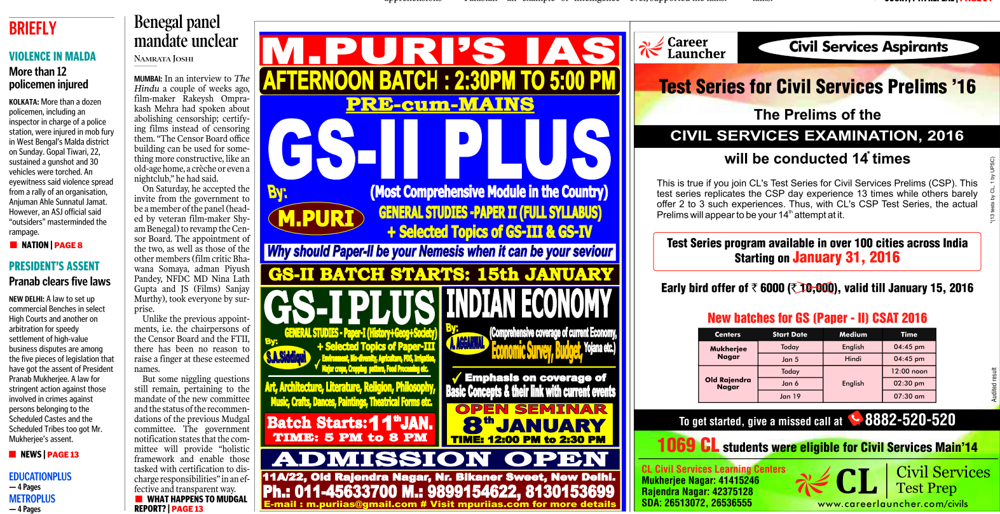 BRIEFLY
VIOLENCE IN MALDA
More than 12
policemen injured
KOLKATA: More than a dozen
policemen, including an
inspector in charge of a police
station, were injured in mob fury
in West Bengal's Malda district
on Sunday. Gopal Tiwari, 22,
sustained a gunshot and 30
vehicles were torched. An
eyewitness said violence spread
from a rally of an organisation,
Anjuman Ahle Sunnatul Jamat.
However, an ASJ official said
“outsiders” masterminded the
rampage.
NATION | PAGE 8
PRESIDENT'S ASSENT
Pranab clears five laws
NEW DELHI: A law to set up
commercial Benches in select
High Courts and another on
arbitration for speedy
settlement of high-value
business disputes are among
the five pieces of legislation that
have got the assent of President
Pranab Mukherjee. A law for
stringent action against those
involved in crimes against
persons belonging to the
Scheduled Castes and the
Scheduled Tribes too got Mr.
Mukherjee's assent.
NEWS | PAGE 13
EDUCATIONPLUS
— 4 Pages
METROPLUS
— 4 Pages
Benegal panel
mandate unclear
NAMRATA JOSHI
MUMBAI: In an interview to The
Hindu a couple of weeks ago,
film-maker Rakeysh Ompra-
kash Mehra had spoken about
abolishing censorship; certify-
ing films instead of censoring
them. “The Censor Board office
building can be used for some-
thing more constructive, like an
old-age home, a crèche or even a
nightclub,” he had said.
On Saturday, he accepted the
invite from the government to
be a member of the panel (head-
ed by veteran film-maker Shy-
am Benegal) to revamp the Cen-
sor Board. The appointment of
the two, as well as those of the
other members (film critic Bha-
wana Somaya, adman Piyush
Pandey, NFDC MD Nina Lath
Gupta and JS (Films) Sanjay
Murthy), took everyone by sur-
prise.
Unlike the previous appoint-
ments, i.e. the chairpersons of
the Censor Board and the FTII,
there has been no reason to
raise a finger at these esteemed
names.
But some niggling questions
still remain, pertaining to the
mandate of the new committee
and the status of the recommen-
dations of the previous Mudgal
committee. The government
notification states that the com-
mittee will provide “holistic
framework and enable those
tasked with certification to dis-
charge responsibilities” in an ef-
fective and transparent way.
WHAT HAPPENS TO MUDGAL
REPORT? | PAGE 13
M.PURI'S IAS
AFTERNOON BATCH : 2:30PM TO 5:00 PM
PRE-cum-MAINS
GS-II PLUS
By:
M.PURI
(Most Comprehensive Module in the Country)
GENERAL STUDIES -PAPER II (FULL SYLLABUS)
+ Selected Topics of GS-III & GS-IV
Why should Paper-II be your Nemesis when it can be your seviour
GS-II BATCH STARTS: 15th JANUARY
GS-I PLUS
GENERAL STUDIES - Paper-I (History+Geog+Society)
By:
S.A.Siddiqui
+ Selected Topics of Paper-III
✓ Environment, Bio-diversity, Agriculture, PDS, Irrigation,
Major crops, Cropping pattern, Food Processing etc.
Art, Architecture, Literature, Religion, Philosophy,
Music, Crafts, Dances, Paintings, Theatrical Forms etc.
Batch Starts: 11th JAN.
TIME: 5 PM to 8 PM
INDIAN ECONOMY
By:
A. AGGARWAL
(Comprehensive coverage of current Economy,
Economic Survey, Budget, Yojana etc.)
✓ Emphasis on coverage of
Basic Concepts & their link with current events
OPEN SEMINAR
8th JANUARY
TIME: 12:00 PM to 2:30 PM
ADMISSION OPEN
11A/22, Old Rajendra Nagar, Nr. Bikaner Sweet, New Delhi.
Ph.: 011-45633700 M.: 9899154622, 8130153699
E-mail : m.puriias@gmail.com # Visit mpuriias.com for more details
Career
Launcher
Civil Services Aspirants
Test Series for Civil Services Prelims ’16
The Prelims of the
CIVIL SERVICES EXAMINATION, 2016
will be conducted 14* times
This is true if you join CL's Test Series for Civil Services Prelims (CSP). This
test series replicates the CSP day experience 13 times while others barely
offer 2 to 3 such experiences. Thus, with CL's CSP Test Series, the actual
Prelims will appear to be your 14th attempt at it.
*(13 tests by CL, 1 by UPSC)
Test Series program available in over 100 cities across India
Starting on January 31, 2016
Early bird offer of ₹ 6000 (₹ 10,000), valid till January 15, 2016
New batches for GS (Paper - II) CSAT 2016
Centers Start Date Medium Time
Mukherjee Nagar Today English 04:45 pm
Jan 5 Hindi 04:45 pm
Old Rajendra Nagar Today English 12:00 noon
Jan 6 02:30 pm
Jan 19 07:30 am
Audited result
To get started, give a missed call at 8882-520-520
1069 CL students were eligible for Civil Services Main'14
CL Civil Services Learning Centers
Mukherjee Nagar: 41415246
Rajendra Nagar: 42375128
SDA: 26513072, 26536555
CL
Civil Services
Test Prep
www.careerlauncher.com/civils